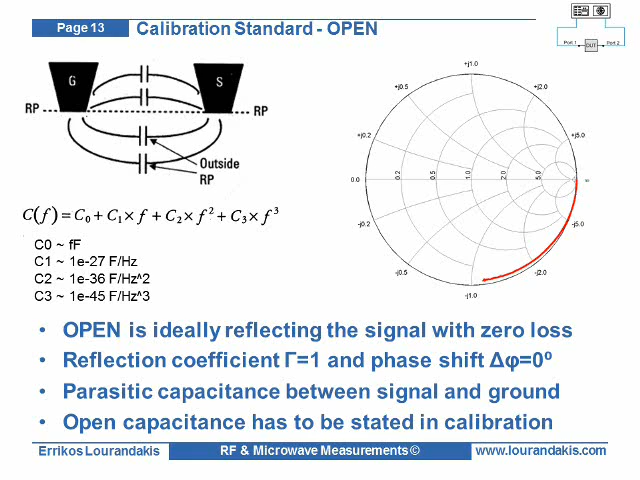 Page 13
Calibration Standard - OPEN
Port 1
DUT
Port 2
G
S
RP
RP
Outside
RP
C(f) = C₀ + C₁ × f + C₂ × f² + C₃ × f³
C0 ~ fF
C1 ~ 1e-27 F/Hz
C2 ~ 1e-36 F/Hz^2
C3 ~ 1e-45 F/Hz^3
+j1.0
+j0.5
+j2.0
+j0.2
+j5.0
0.0
0.2
0.5
1.0
2.0
5.0
∞
-j0.2
-j5.0
-j0.5
-j2.0
-j1.0
• OPEN is ideally reflecting the signal with zero loss
• Reflection coefficient Γ=1 and phase shift Δφ=0º
• Parasitic capacitance between signal and ground
• Open capacitance has to be stated in calibration
Errikos Lourandakis
RF & Microwave Measurements ©
www.lourandakis.com